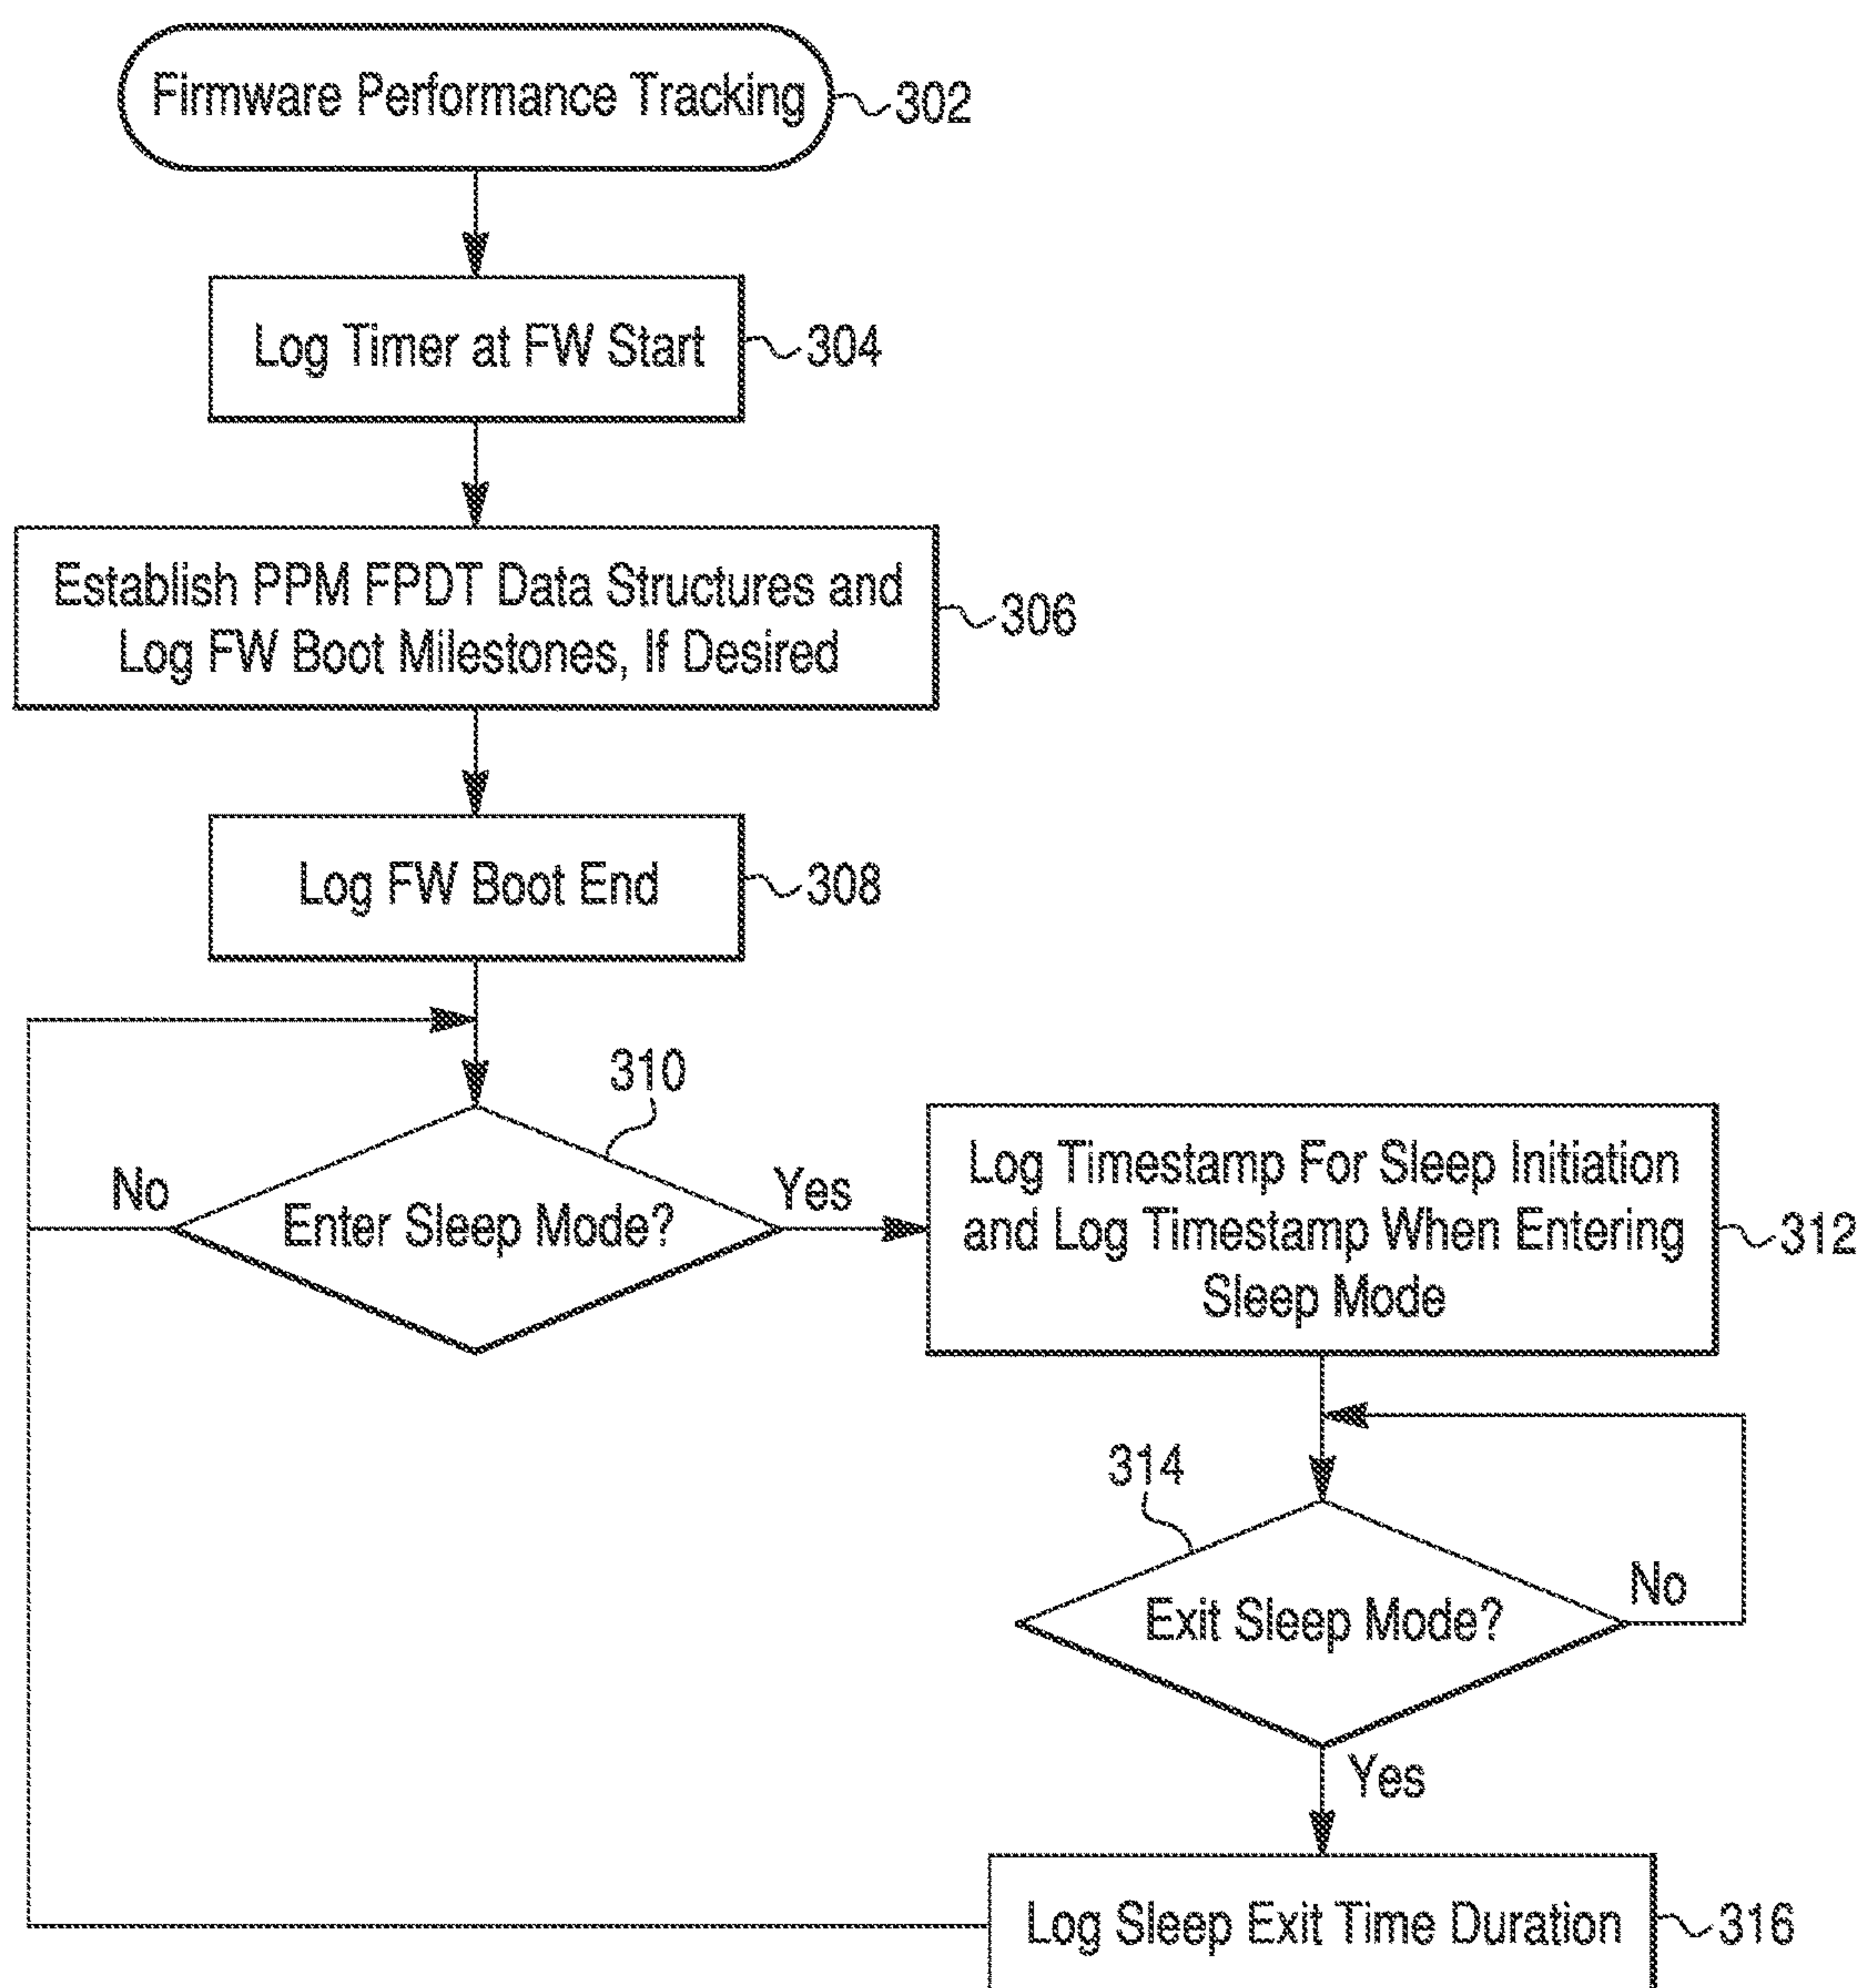 Firmware Performance Tracking
302
Log Timer at FW Start
304
Establish PPM FPDT Data Structures and
Log FW Boot Milestones, If Desired
306
Log FW Boot End
308
310
No
Enter Sleep Mode?
Yes
Log Timestamp For Sleep Initiation
and Log Timestamp When Entering
Sleep Mode
312
314
Exit Sleep Mode?
No
Yes
Log Sleep Exit Time Duration
316